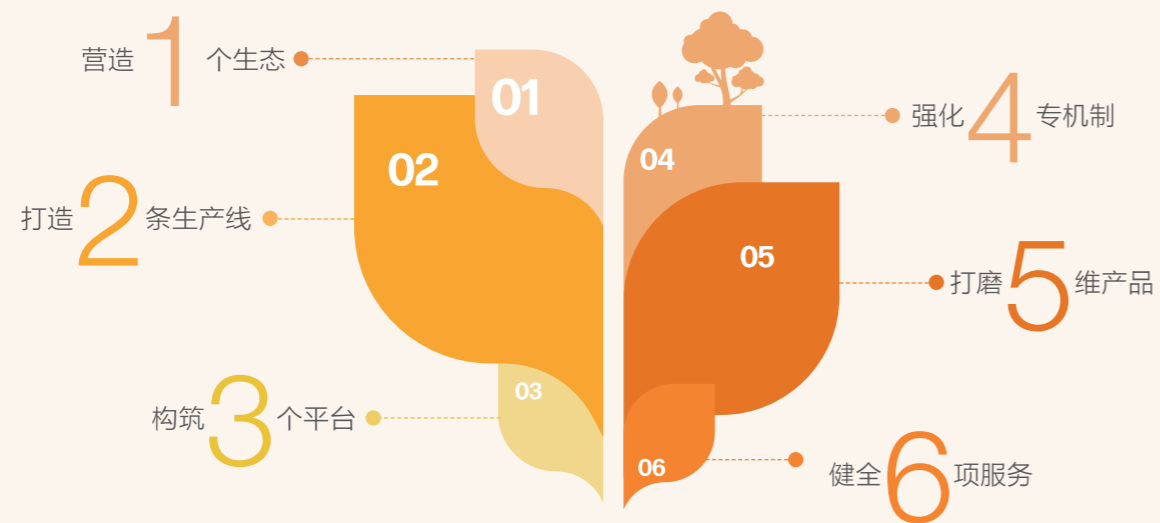 营造1个生态
01
打造2条生产线
02
构筑3个平台
03
强化4专机制
04
打磨5维产品
05
健全6项服务
06